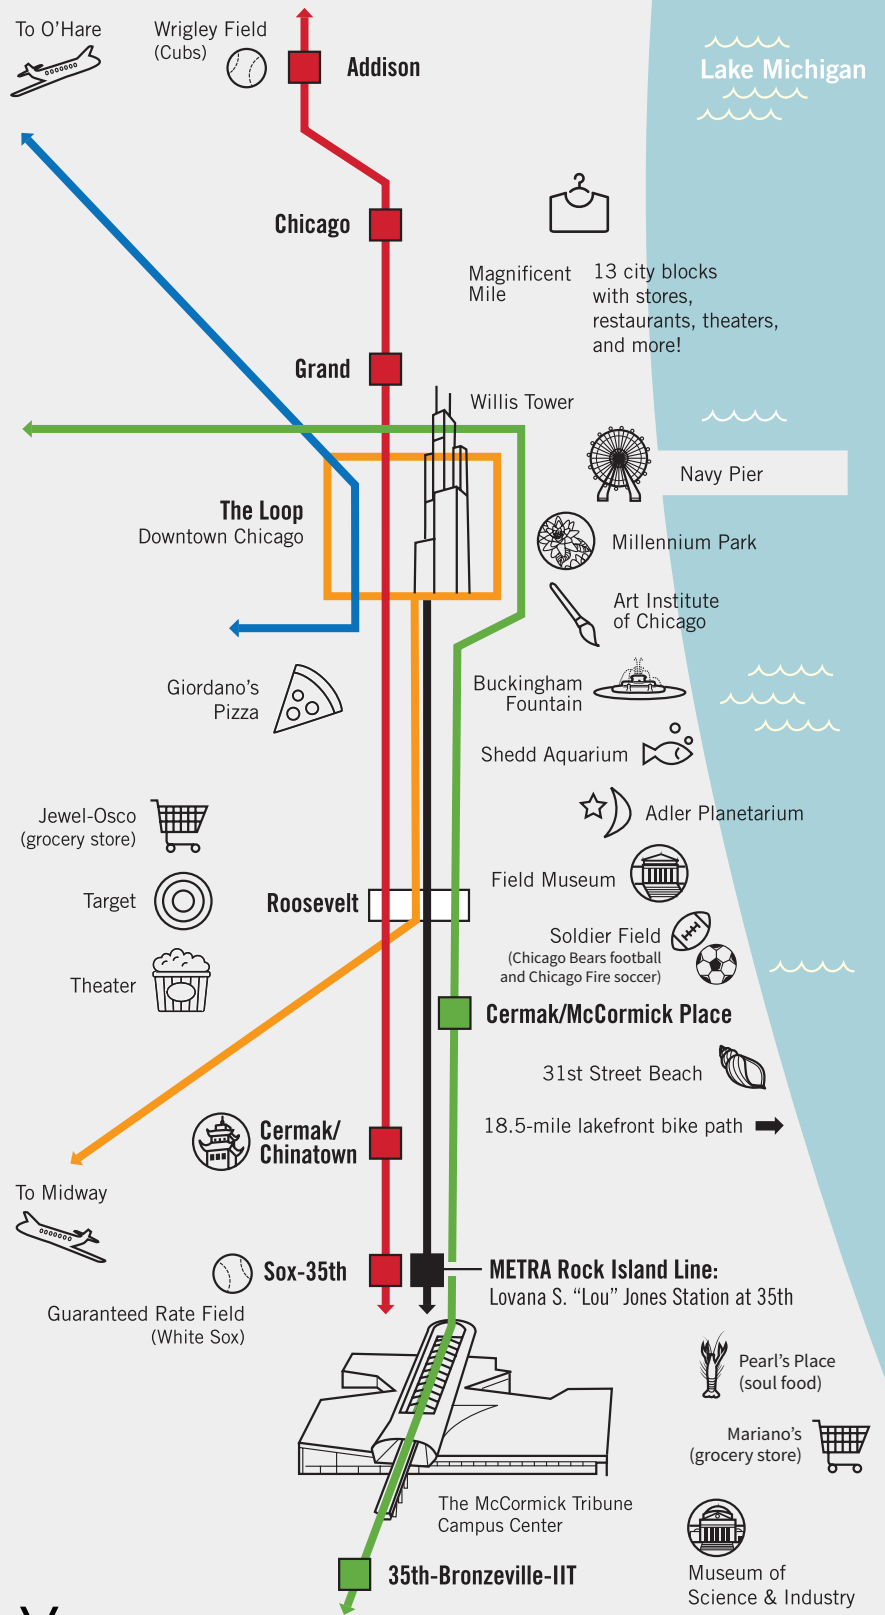 To O’Hare
Wrigley Field
(Cubs)
Addison
Lake Michigan
Chicago
Magnificent
Mile
13 city blocks
with stores,
restaurants, theaters,
and more!
Grand
Willis Tower
Navy Pier
The Loop
Downtown Chicago
Millennium Park
Art Institute
of Chicago
Giordano’s
Pizza
Buckingham
Fountain
Shedd Aquarium
Jewel-Osco
(grocery store)
Adler Planetarium
Target
Roosevelt
Field Museum
Soldier Field
(Chicago Bears football
and Chicago Fire soccer)
Theater
Cermak/McCormick Place
31st Street Beach
18.5-mile lakefront bike path
Cermak/
Chinatown
To Midway
Sox-35th
METRA Rock Island Line:
Lovana S. “Lou” Jones Station at 35th
Guaranteed Rate Field
(White Sox)
Pearl’s Place
(soul food)
Mariano’s
(grocery store)
The McCormick Tribune
Campus Center
35th-Bronzeville-IIT
Museum of
Science & Industry